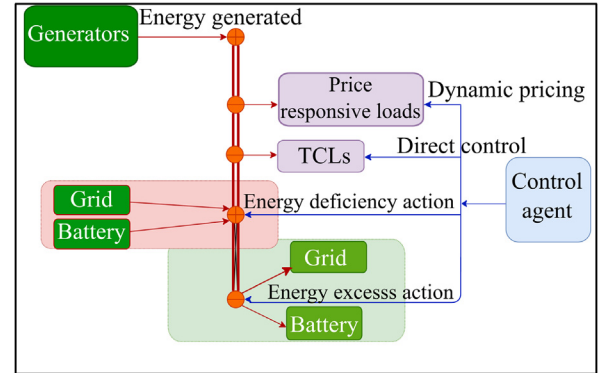 Energy generated
Generators
Price
responsive loads
Dynamic pricing
TCLs
Direct control
Control
agent
Grid
Battery
Energy deficiency action
Grid
Energy excesss action
Battery